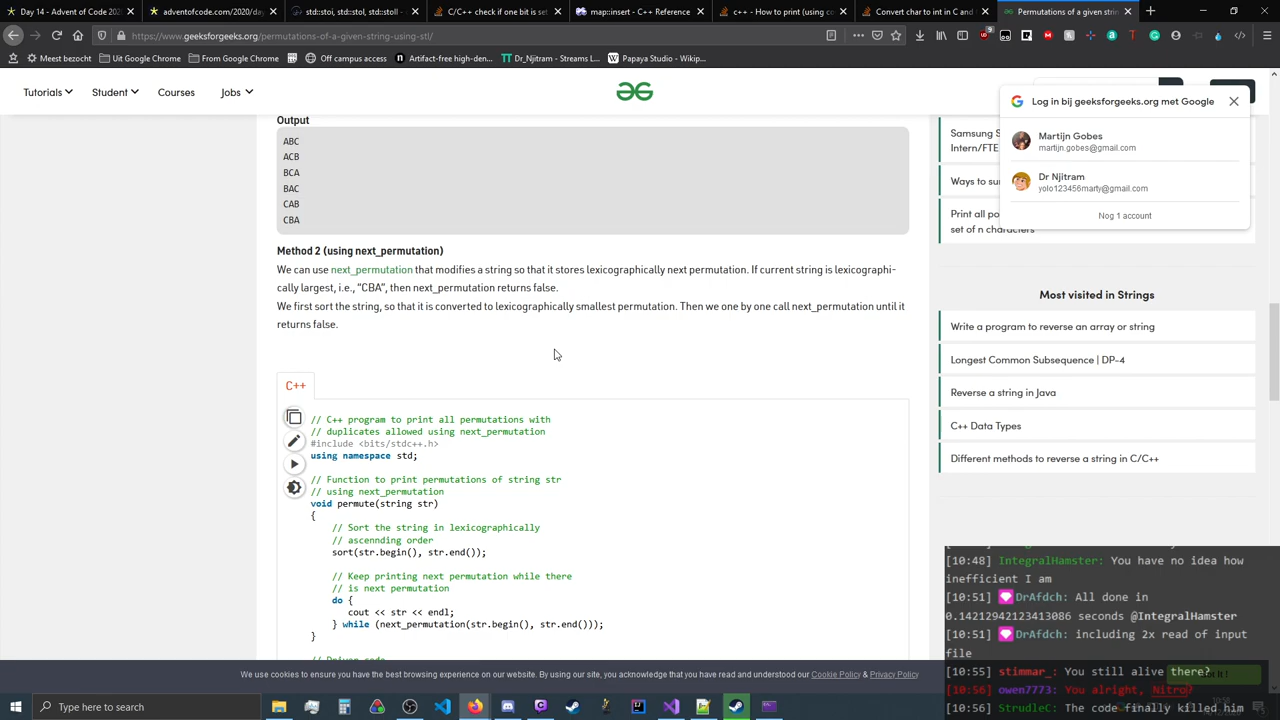 Day 14 - Advent of Code 2020
adventofcode.com/2020/day
std::stoi, std::stol, std::stoll -
C/C++ check if one bit is set
map::insert - C++ Reference
c++ - How to print (using co
Convert char to int in C and
Permutations of a given strin
https://www.geeksforgeeks.org/permutations-of-a-given-string-using-stl/
Meest bezocht
Uit Google Chrome
From Google Chrome
Off campus access
Artifact-free high-den...
Dr_Njitram - Streams L...
Papaya Studio - Wikip...
Tutorials
Student
Courses
Jobs
Log in bij geeksforgeeks.org met Google
Martijn Gobes
martijn.gobes@gmail.com
Dr Njitram
yolo123456marty@gmail.com
Nog 1 account
Output
ABC
ACB
BCA
BAC
CAB
CBA
Method 2 (using next_permutation)
We can use next_permutation that modifies a string so that it stores lexicographically next permutation. If current string is lexicographi-
cally largest, i.e., “CBA”, then next_permutation returns false.
We first sort the string, so that it is converted to lexicographically smallest permutation. Then we one by one call next_permutation until it
returns false.
C++
// C++ program to print all permutations with
// duplicates allowed using next_permutation
#include <bits/stdc++.h>
using namespace std;
// Function to print permutations of string str
// using next_permutation
void permute(string str)
{
// Sort the string in lexicographically
// ascennding order
sort(str.begin(), str.end());
// Keep printing next permutation while there
// is next permutation
do {
cout << str << endl;
} while (next_permutation(str.begin(), str.end()));
}
// Driver code
Samsung S
Intern/FTE
Ways to su
Print all po
set of n characters
Most visited in Strings
Write a program to reverse an array or string
Longest Common Subsequence | DP-4
Reverse a string in Java
C++ Data Types
Different methods to reverse a string in C/C++
[10:48] IntegralHamster: You have no idea how
inefficient I am
[10:51] DrAfdch: All done in
0.14212942123413086 seconds @IntegralHamster
[10:51] DrAfdch: including 2x read of input
file
[10:55] stimmar_: You still alive there?
[10:56] owen7773: You alright, Nitro?
[10:56] StrudleC: The code finally killed him
We use cookies to ensure you have the best browsing experience on our website. By using our site, you acknowledge that you have read and understood our Cookie Policy & Privacy Policy
Type here to search